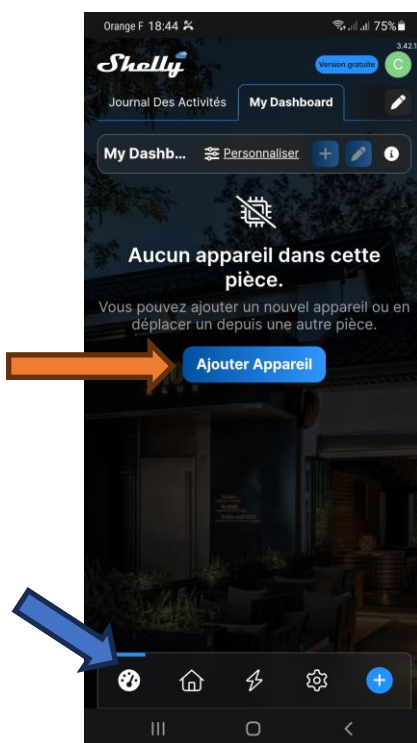 Orange F 18:44
75%
3.42.1
Shelly
Version gratuite
C
Journal Des Activités
My Dashboard
My Dashb...
Personnaliser
Aucun appareil dans cette
pièce.
Vous pouvez ajouter un nouvel appareil ou en
déplacer un depuis une autre pièce.
Ajouter Appareil